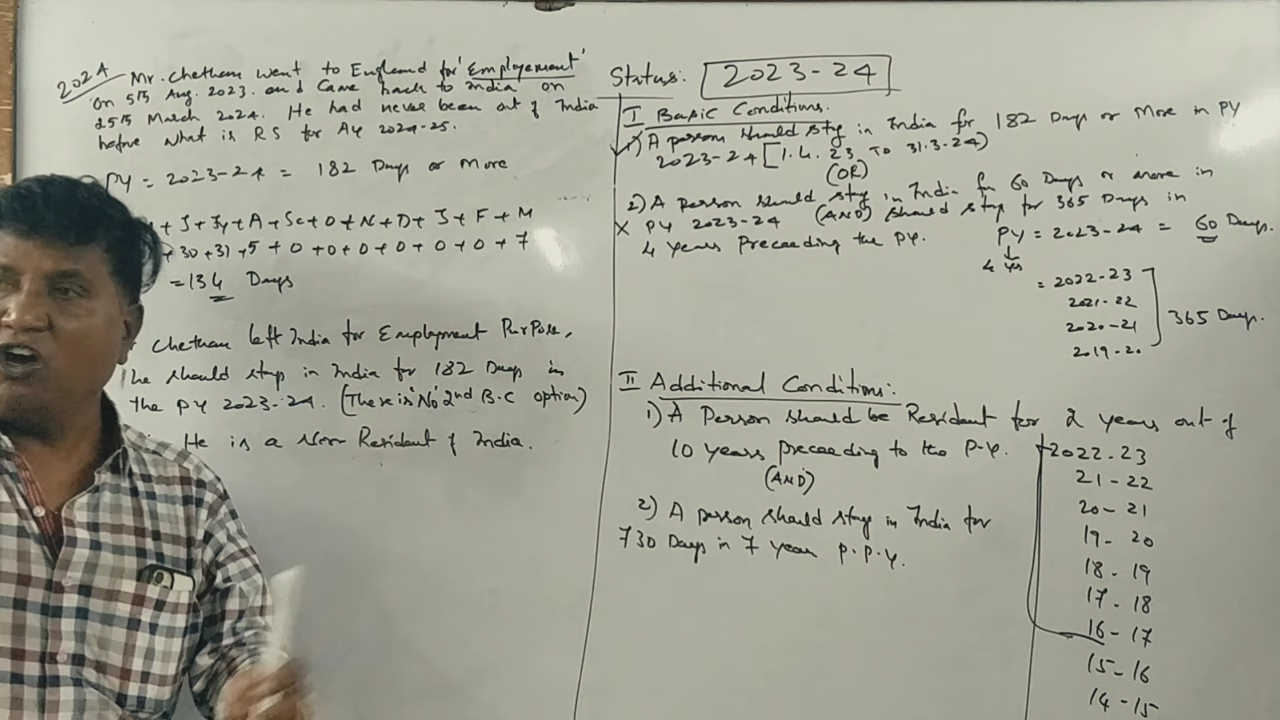 2024
Mr. Chetham went to England for 'Employement'
on 5th Aug. 2023. and came back to India on
25th March 2024. He had never been out of India
before what is RS for AY 2024-25.
PY = 2023-24 = 182 Days or More
+ J + Jy + A + Sc + O + N + D + J + F + M
+ 30 + 31 + 5 + 0 + 0 + 0 + 0 + 0 + 0 + 7
= 134 Days
Chetham left India for Employment Purpose,
he should stay in India for 182 Days in
the PY 2023-24. (There is 'No' 2nd B.C option)
He is a Non Resident of India.
Status: 2023-24
I Basic Conditions.
1) A person should stay in India for 182 Days or More in PY
2023-24 [1.4.23 To 31.3.24)
(OR)
2) A person should stay in India for 60 Days or more in
X PY 2023-24 (AND) should stay for 365 Days in
4 years preceeding the PY.
PY = 2023-24 = 60 Days.
4 yrs
= 2022-23
2021-22
2020-21
2019-20
365 Days.
II Additional Conditions:
1) A Person should be Resident for 2 years out of
10 years preceeding to the P.Y.
(AND)
2) A person should stay in India for
730 Days in 7 year P.P.Y.
2022-23
21-22
20-21
19-20
18-19
17-18
16-17
15-16
14-15